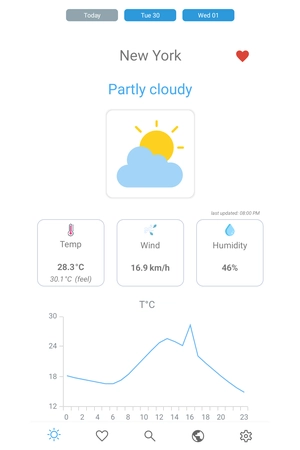 Today Tue 30 Wed 01
New York
Partly cloudy
last updated: 08:00 PM
Temp Wind Humidity
28.3°C 16.9 km/h 46%
30.1°C (feel)
T°C
30
24
18
12
0 2 4 6 8 10 12 14 16 18 20 23